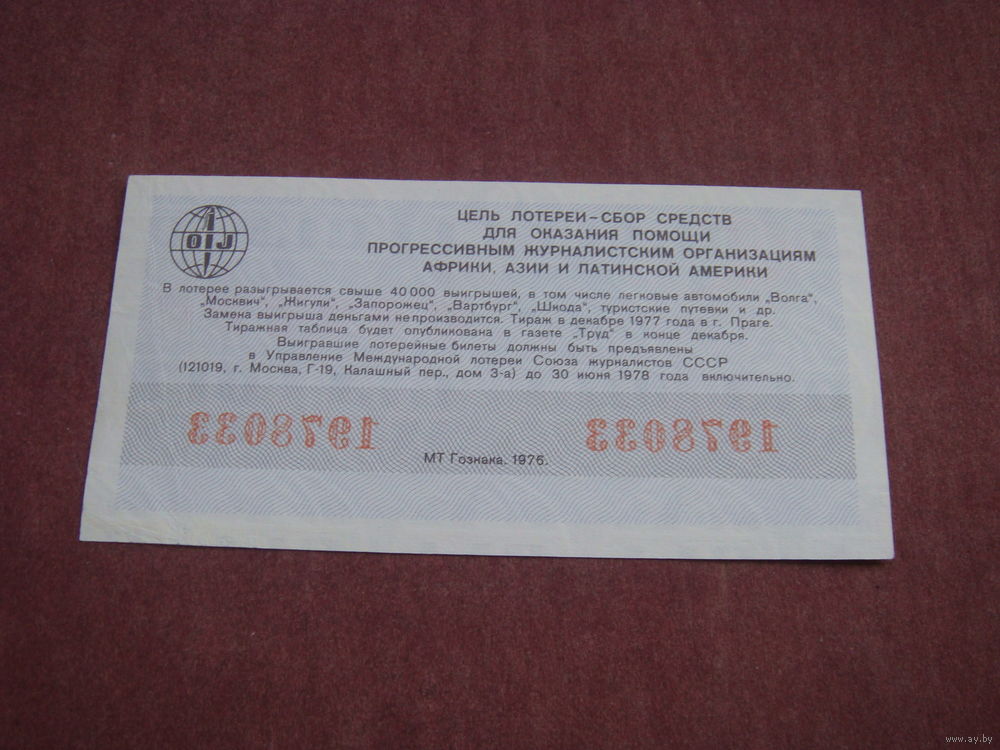 OIJ
ЦЕЛЬ ЛОТЕРЕИ–СБОР СРЕДСТВ
ДЛЯ ОКАЗАНИЯ ПОМОЩИ
ПРОГРЕССИВНЫМ ЖУРНАЛИСТСКИМ ОРГАНИЗАЦИЯМ
АФРИКИ, АЗИИ И ЛАТИНСКОЙ АМЕРИКИ
В лотерее разыгрывается свыше 40 000 выигрышей, в том числе легковые автомобили „Волга“,
„Москвич“, „Жигули“, „Запорожец“, „Вартбург“, „Шкода“, туристские путевки и др.
Замена выигрыша деньгами не производится. Тираж в декабре 1977 года в г. Праге.
Тиражная таблица будет опубликована в газете „Труд“ в конце декабря.
Выигравшие лотерейные билеты должны быть предъявлены
в Управление Международной лотереи Союза журналистов СССР
(121019, г. Москва, Г-19, Калашный пер., дом 3-а) до 30 июня 1978 года включительно.
1978033 1978033
МТ Гознака. 1976.
www.ay.by